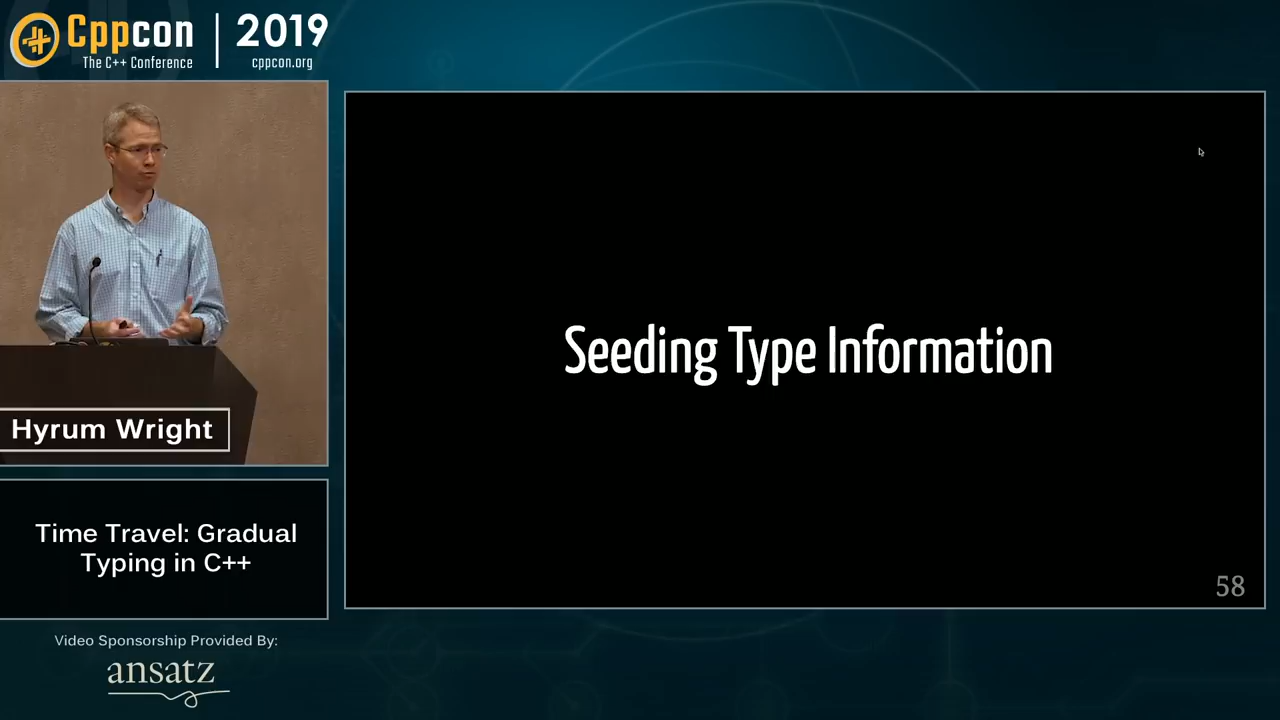 Cppcon
The C++ Conference
2019
cppcon.org
Seeding Type Information
58
Hyrum Wright
Time Travel: Gradual
Typing in C++
Video Sponsorship Provided By:
ansatz